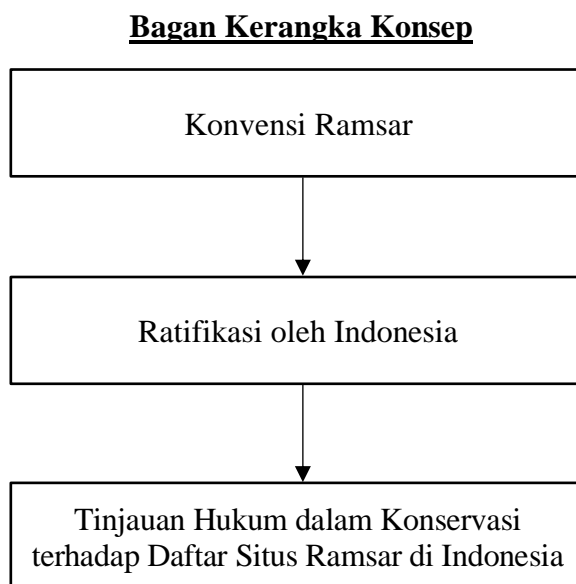 Bagan Kerangka Konsep
Konvensi Ramsar
Ratifikasi oleh Indonesia
Tinjauan Hukum dalam Konservasi
terhadap Daftar Situs Ramsar di Indonesia